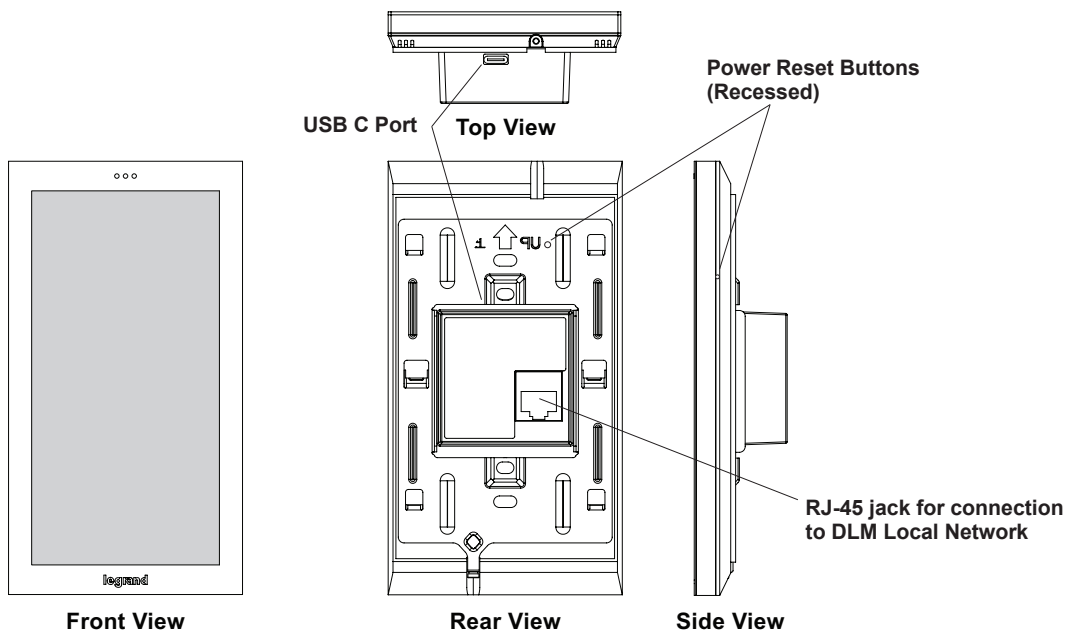 Power Reset Buttons
(Recessed)
USB C Port
Top View
UP
legrand
RJ-45 jack for connection
to DLM Local Network
Front View
Rear View
Side View